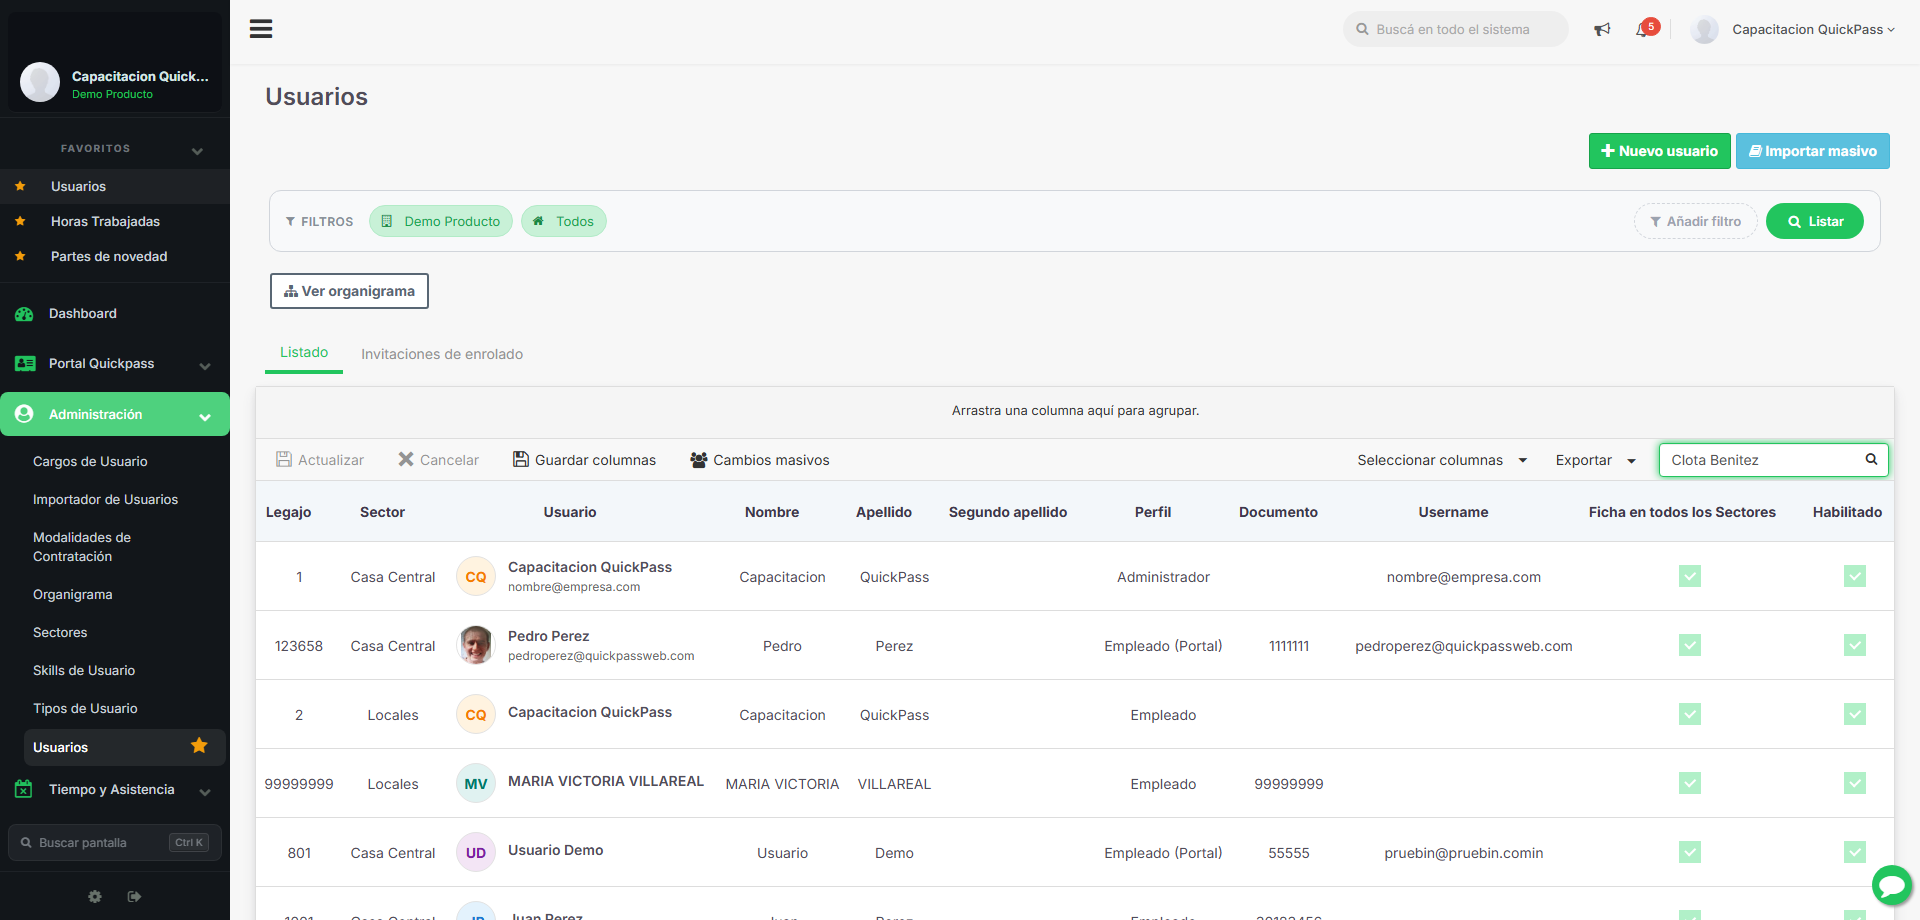 Capacitacion Quick...
Demo Producto
FAVORITOS
Usuarios
Horas Trabajadas
Partes de novedad
Dashboard
Portal Quickpass
Administración
Cargos de Usuario
Importador de Usuarios
Modalidades de
Contratación
Organigrama
Sectores
Skills de Usuario
Tipos de Usuario
Usuarios
Tiempo y Asistencia
Buscar pantalla Ctrl K
Buscá en todo el sistema 5 Capacitacion QuickPass
Usuarios
Nuevo usuario Importar masivo
FILTROS Demo Producto Todos Añadir filtro Listar
Ver organigrama
Listado Invitaciones de enrolado
Arrastra una columna aquí para agrupar.
Actualizar Cancelar Guardar columnas Cambios masivos Seleccionar columnas Exportar Clota Benitez
Legajo Sector Usuario Nombre Apellido Segundo apellido Perfil Documento Username Ficha en todos los Sectores Habilitado
1 Casa Central CQ Capacitacion QuickPass Capacitacion QuickPass Administrador nombre@empresa.com
nombre@empresa.com
123658 Casa Central Pedro Perez Pedro Perez Empleado (Portal) 1111111 pedroperez@quickpassweb.com
pedroperez@quickpassweb.com
2 Locales CQ Capacitacion QuickPass Capacitacion QuickPass Empleado
99999999 Locales MV MARIA VICTORIA VILLAREAL MARIA VICTORIA VILLAREAL Empleado 99999999
801 Casa Central UD Usuario Demo Usuario Demo Empleado (Portal) 55555 pruebin@pruebin.comin
Casa Central Juan Perez Juan Perez Empleado